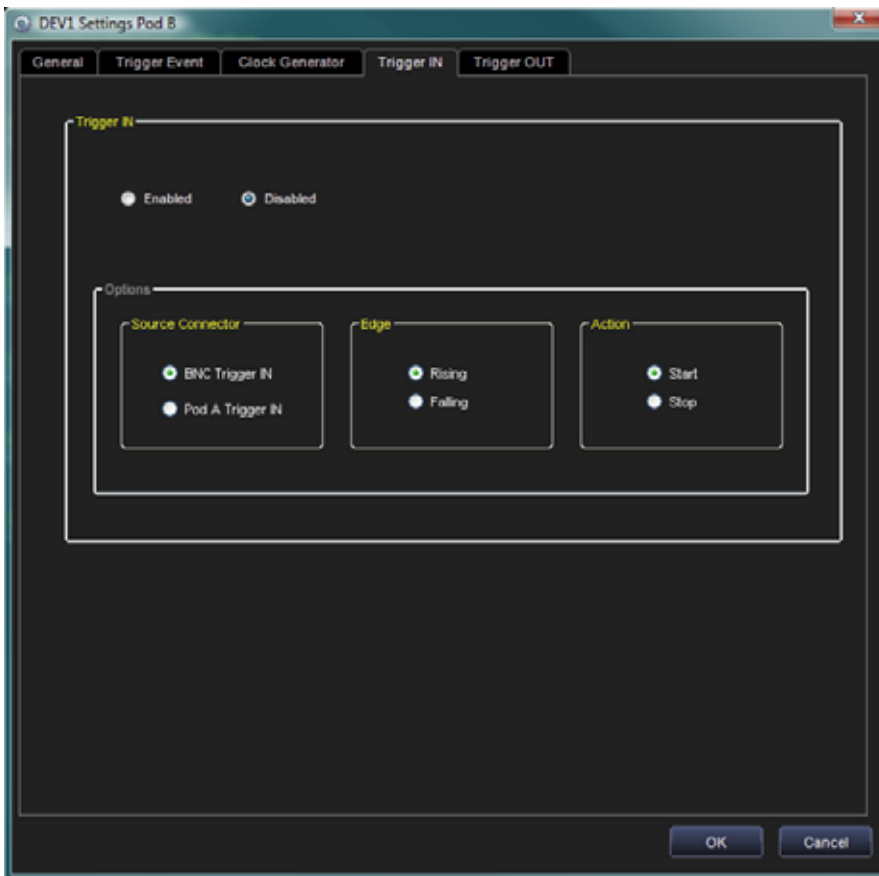 DEV1 Settings Pod B
General Trigger Event Clock Generator Trigger IN Trigger OUT
Trigger IN
Enabled Disabled
Options
Source Connector Edge Action
BNC Trigger IN Rising Start
Pod A Trigger IN Falling Stop
OK Cancel